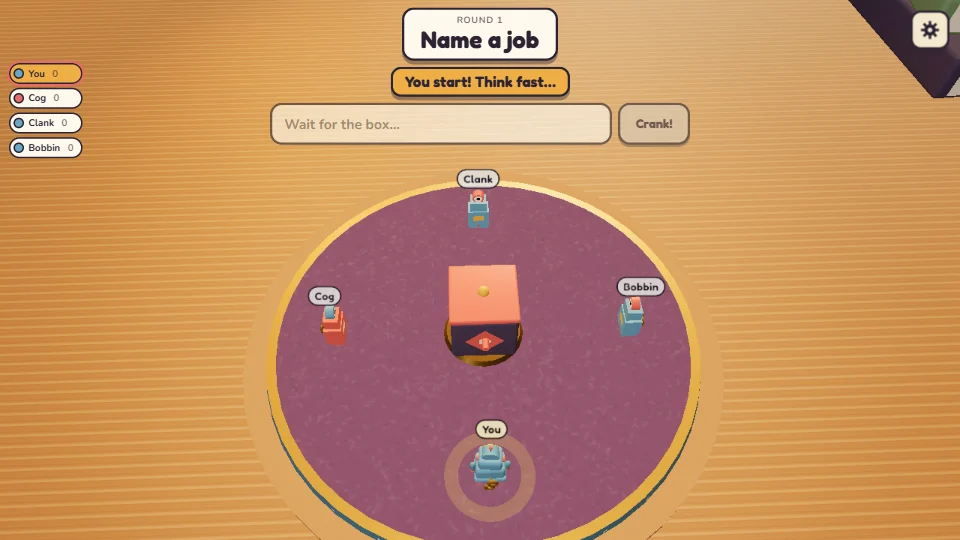 ROUND 1
Name a job
You start! Think fast...
Wait for the box...
Crank!
You 0
Cog 0
Clank 0
Bobbin 0
Clank
Cog
Bobbin
You